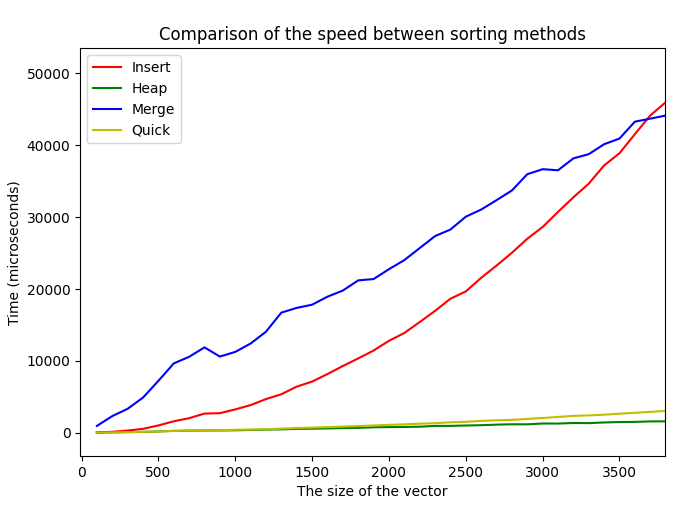 Comparison of the speed between sorting methods
Insert
Heap
Merge
Quick
Time (microseconds)
50000
40000
30000
20000
10000
0
0 500 1000 1500 2000 2500 3000 3500
The size of the vector